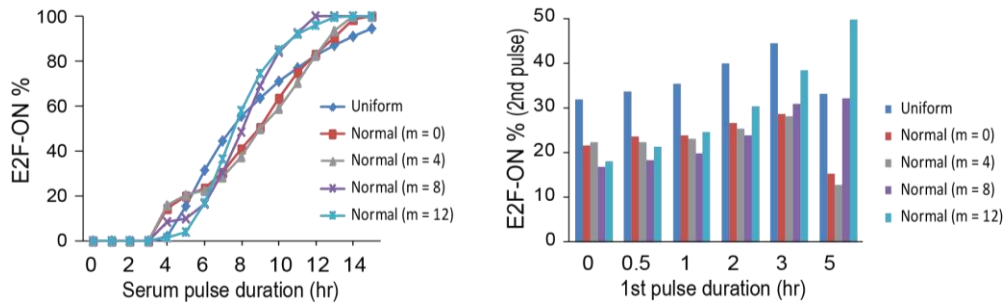 E2F-ON %
100
80
60
40
20
0
0 2 4 6 8 10 12 14
Serum pulse duration (hr)
Uniform
Normal (m = 0)
Normal (m = 4)
Normal (m = 8)
Normal (m = 12)
E2F-ON % (2nd pulse)
50
40
30
20
10
0
0 0.5 1 2 3 5
1st pulse duration (hr)
Uniform
Normal (m = 0)
Normal (m = 4)
Normal (m = 8)
Normal (m = 12)